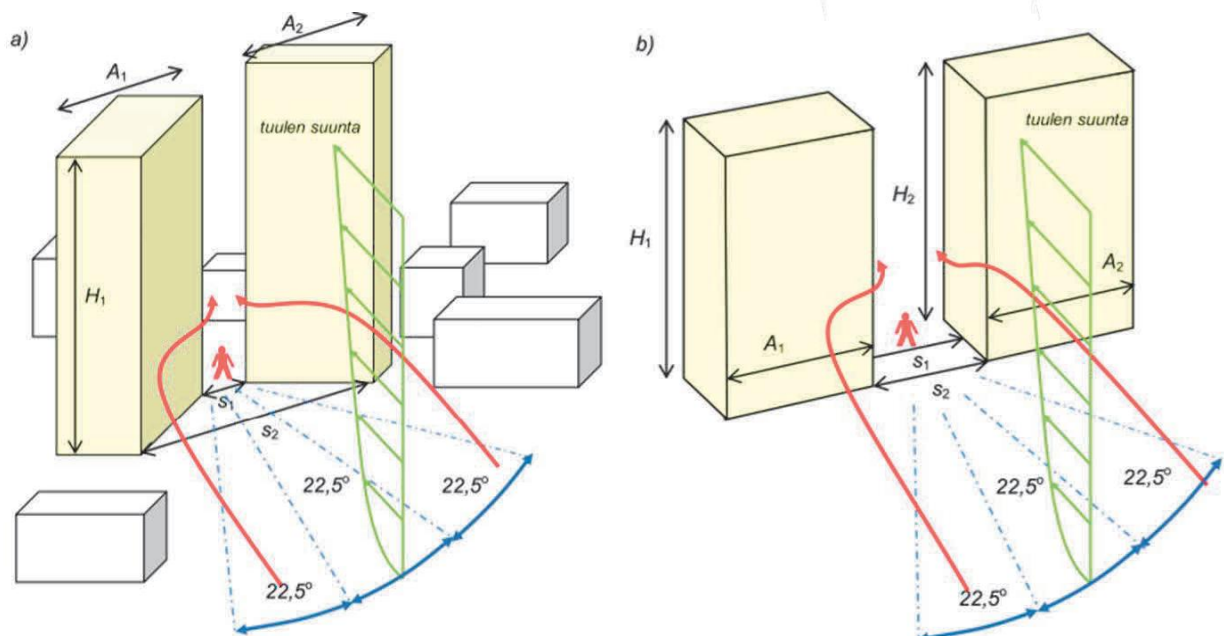 a)
A₁
A₂
tuulen suunta
H₁
s₁
s₂
22,5°
22,5°
22,5°
b)
tuulen suunta
H₁
H₂
A₁
A₂
s₁
s₂
22,5°
22,5°
22,5°